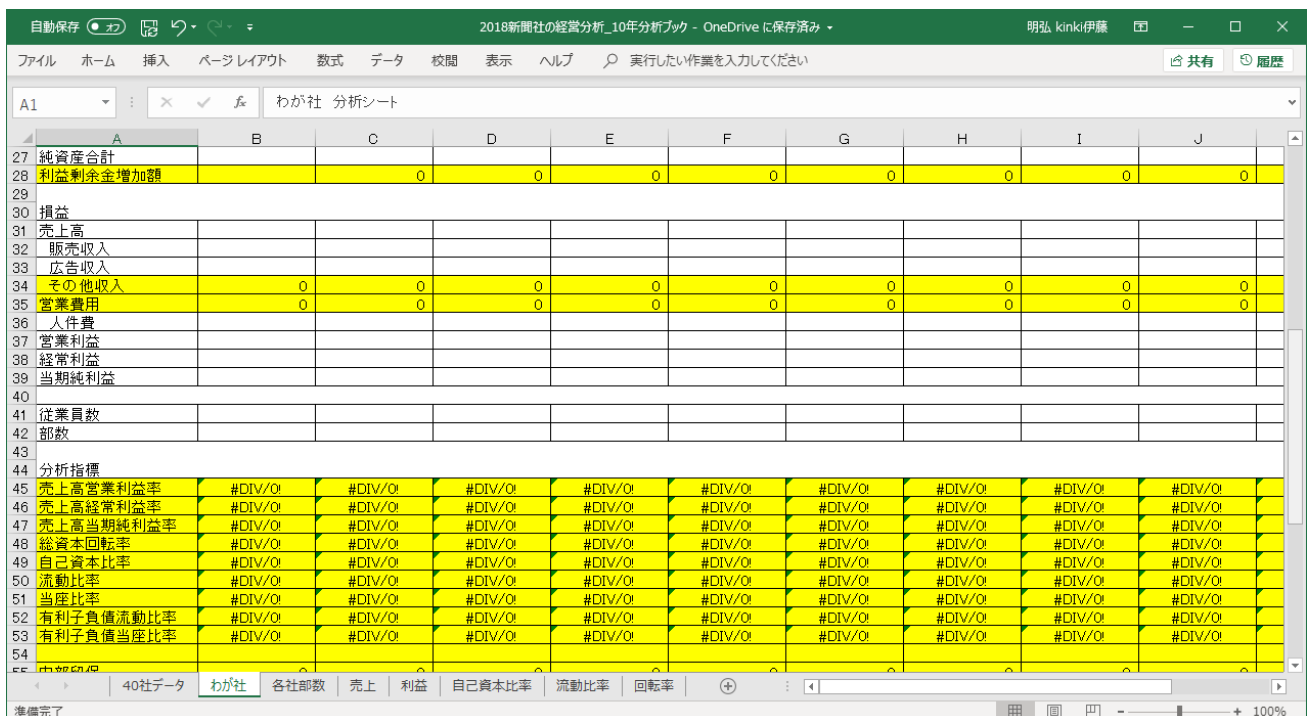 自動保存 オフ 2018新聞社の経営分析_10年分析ブック - OneDrive に保存済み 明弘 kinki伊藤
ファイル ホーム 挿入 ページ レイアウト 数式 データ 校閲 表示 ヘルプ 実行したい作業を入力してください 共有 履歴
A1 fx わが社 分析シート
A B C D E F G H I J
27 純資産合計
28 利益剰余金増加額 0 0 0 0 0 0 0 0
29
30 損益
31 売上高
32 販売収入
33 広告収入
34 その他収入 0 0 0 0 0 0 0 0 0
35 営業費用 0 0 0 0 0 0 0 0 0
36 人件費
37 営業利益
38 経常利益
39 当期純利益
40
41 従業員数
42 部数
43
44 分析指標
45 売上高営業利益率 #DIV/0! #DIV/0! #DIV/0! #DIV/0! #DIV/0! #DIV/0! #DIV/0! #DIV/0! #DIV/0!
46 売上高経常利益率 #DIV/0! #DIV/0! #DIV/0! #DIV/0! #DIV/0! #DIV/0! #DIV/0! #DIV/0! #DIV/0!
47 売上高当期純利益率 #DIV/0! #DIV/0! #DIV/0! #DIV/0! #DIV/0! #DIV/0! #DIV/0! #DIV/0! #DIV/0!
48 総資本回転率 #DIV/0! #DIV/0! #DIV/0! #DIV/0! #DIV/0! #DIV/0! #DIV/0! #DIV/0! #DIV/0!
49 自己資本比率 #DIV/0! #DIV/0! #DIV/0! #DIV/0! #DIV/0! #DIV/0! #DIV/0! #DIV/0! #DIV/0!
50 流動比率 #DIV/0! #DIV/0! #DIV/0! #DIV/0! #DIV/0! #DIV/0! #DIV/0! #DIV/0! #DIV/0!
51 当座比率 #DIV/0! #DIV/0! #DIV/0! #DIV/0! #DIV/0! #DIV/0! #DIV/0! #DIV/0! #DIV/0!
52 有利子負債流動比率 #DIV/0! #DIV/0! #DIV/0! #DIV/0! #DIV/0! #DIV/0! #DIV/0! #DIV/0! #DIV/0!
53 有利子負債当座比率 #DIV/0! #DIV/0! #DIV/0! #DIV/0! #DIV/0! #DIV/0! #DIV/0! #DIV/0! #DIV/0!
54
55 内部留保 0 0 0 0 0 0 0 0 0
40社データ わが社 各社部数 売上 利益 自己資本比率 流動比率 回転率
準備完了 100%